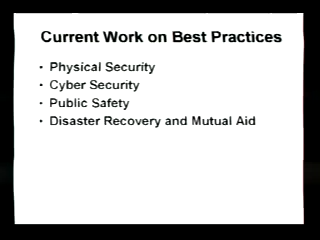 Current Work on Best Practices
• Physical Security
• Cyber Security
• Public Safety
• Disaster Recovery and Mutual Aid